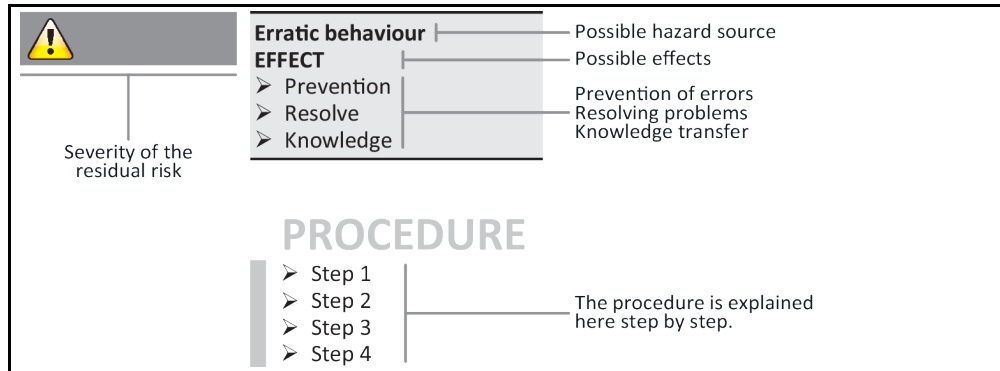 Erratic behaviour
Possible hazard source
EFFECT
Possible effects
Prevention
Resolve
Knowledge
Prevention of errors
Resolving problems
Knowledge transfer
Severity of the
residual risk
PROCEDURE
Step 1
Step 2
Step 3
Step 4
The procedure is explained
here step by step.